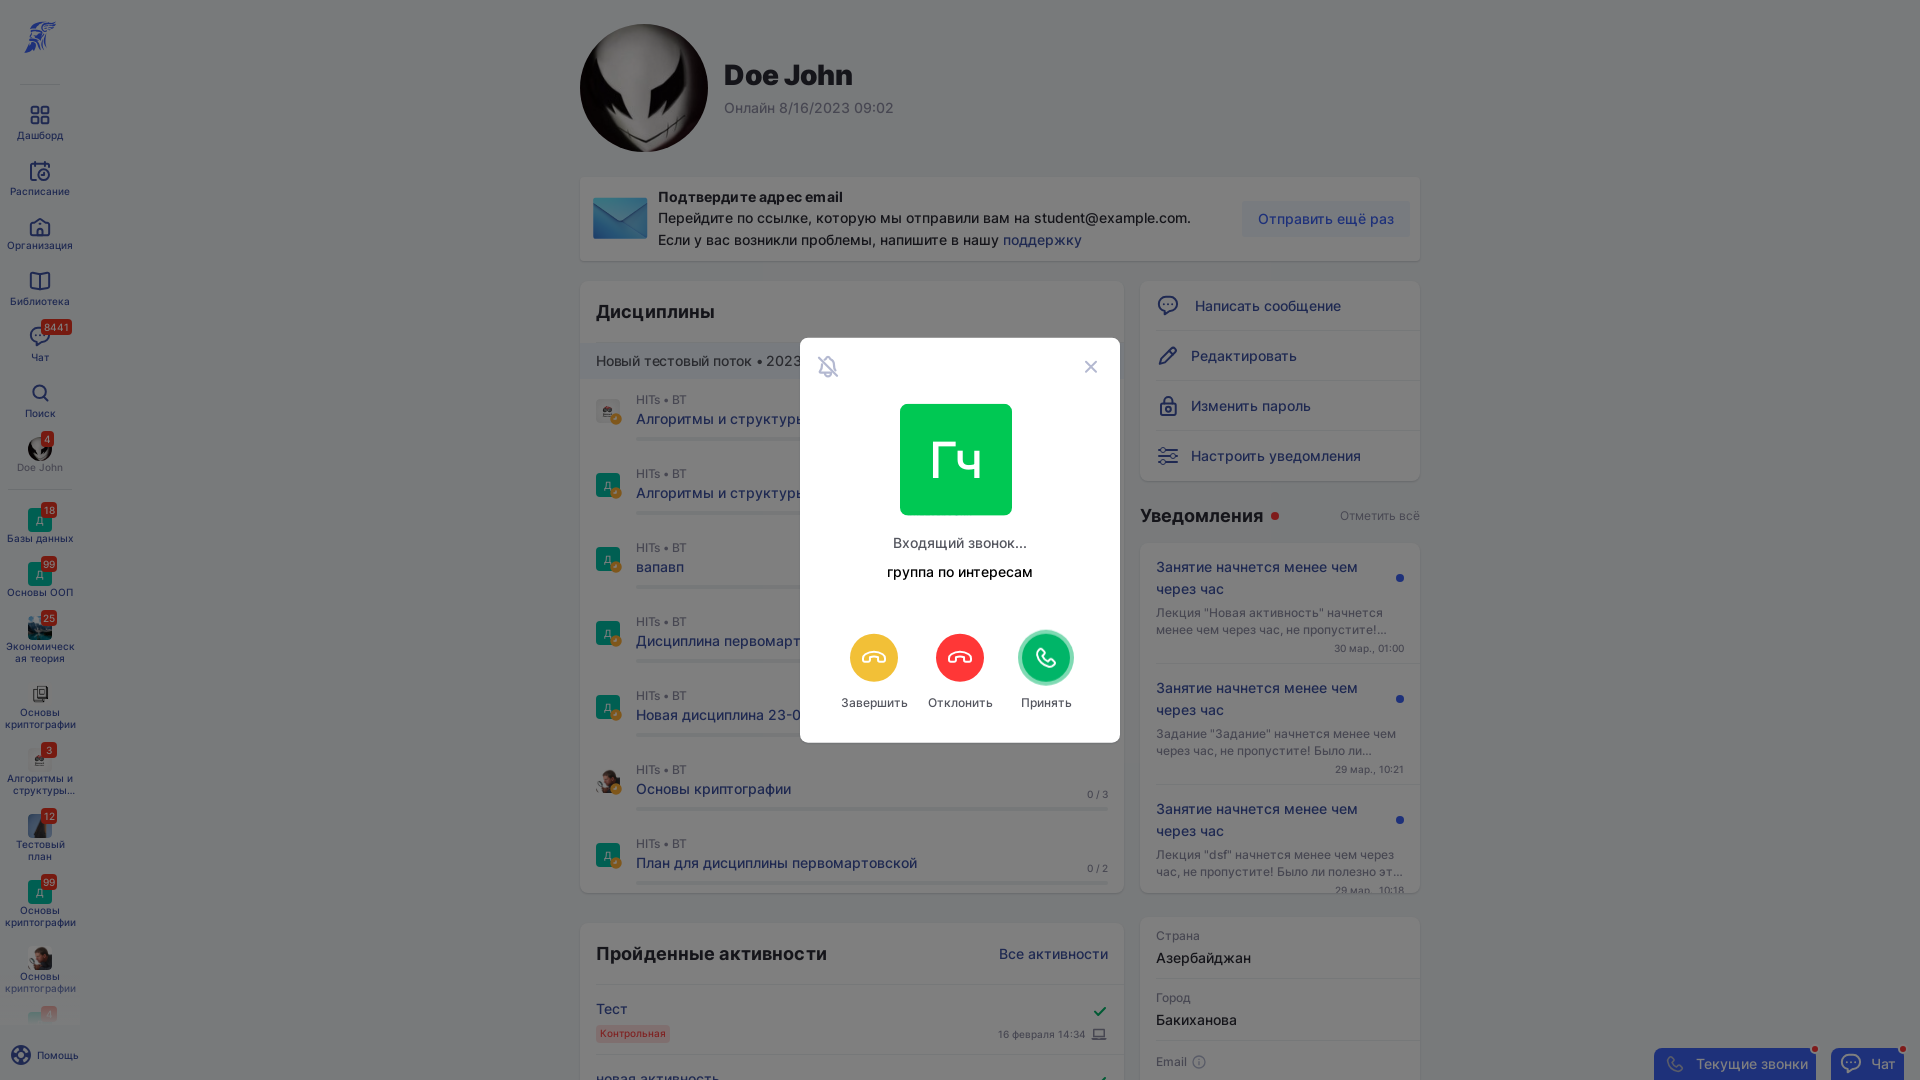 Дашборд
Расписание
Организация
Библиотека
8441
Чат
Поиск
4
Doe John
18
Д
Базы данных
99
Д
Основы ООП
25
Экономическ
ая теория
Основы
криптографии
3
Алгоритмы и
структуры...
12
Тестовый
план
99
Д
Основы
криптографии
Основы
криптографии
4
Помощь
Doe John
Онлайн 8/16/2023 09:02
Подтвердите адрес email
Перейдите по ссылке, которую мы отправили вам на student@example.com.
Если у вас возникли проблемы, напишите в нашу поддержку
Отправить ещё раз
Дисциплины
Новый тестовый поток • 2023
HITs • BT
Алгоритмы и структуры
HITs • BT
Д
Алгоритмы и структуры
HITs • BT
Д
вапавп
HITs • BT
Д
Дисциплина первомарт
HITs • BT
Д
Новая дисциплина 23-0
HITs • BT
Основы криптографии
0 / 3
HITs • BT
Д
План для дисциплины первомартовской
0 / 2
Пройденные активности
Все активности
Тест
Контрольная
16 февраля 14:34
новая активность
Гч
Входящий звонок...
группа по интересам
Завершить
Отклонить
Принять
Написать сообщение
Редактировать
Изменить пароль
Настроить уведомления
Уведомления
Отметить всё
Занятие начнется менее чем
через час
Лекция "Новая активность" начнется
менее чем через час, не пропустите!...
30 мар., 01:00
Занятие начнется менее чем
через час
Задание "Задание" начнется менее чем
через час, не пропустите! Было ли...
29 мар., 10:21
Занятие начнется менее чем
через час
Лекция "dsf" начнется менее чем через
час, не пропустите! Было ли полезно эт...
29 мар., 10:18
Страна
Азербайджан
Город
Бакиханова
Email
Текущие звонки
Чат